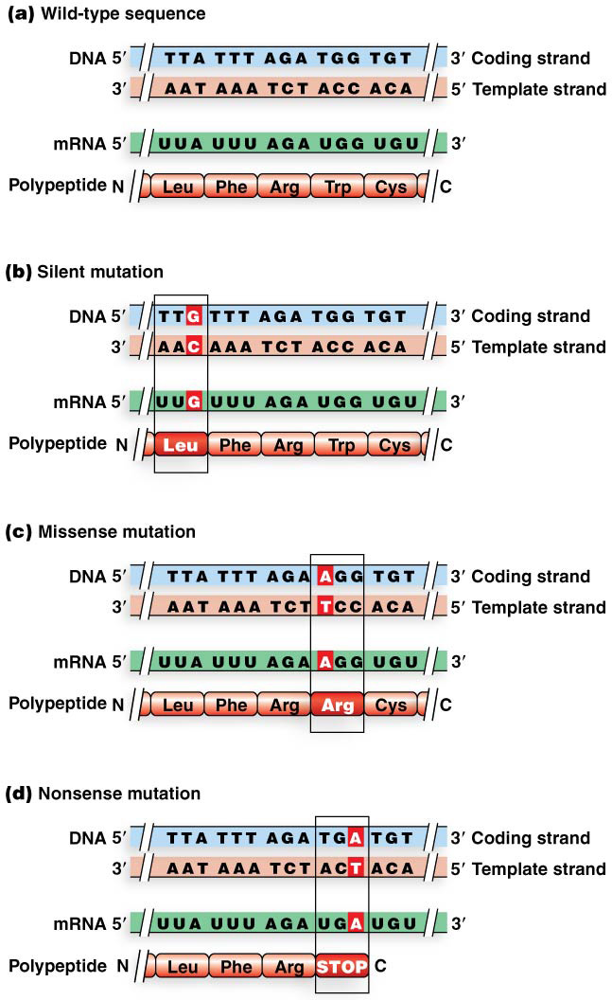 (a) Wild-type sequence
DNA 5′ TTA TTT AGA TGG TGT 3′ Coding strand
3′ AAT AAA TCT ACC ACA 5′ Template strand
mRNA 5′ UUA UUU AGA UGG UGU 3′
Polypeptide N Leu Phe Arg Trp Cys C
(b) Silent mutation
DNA 5′ TTG TTT AGA TGG TGT 3′ Coding strand
3′ AAC AAA TCT ACC ACA 5′ Template strand
mRNA 5′ UUG UUU AGA UGG UGU 3′
Polypeptide N Leu Phe Arg Trp Cys C
(c) Missense mutation
DNA 5′ TTA TTT AGA AGG TGT 3′ Coding strand
3′ AAT AAA TCT TCC ACA 5′ Template strand
mRNA 5′ UUA UUU AGA AGG UGU 3′
Polypeptide N Leu Phe Arg Arg Cys C
(d) Nonsense mutation
DNA 5′ TTA TTT AGA TGA TGT 3′ Coding strand
3′ AAT AAA TCT ACT ACA 5′ Template strand
mRNA 5′ UUA UUU AGA UGA UGU 3′
Polypeptide N Leu Phe Arg STOP C